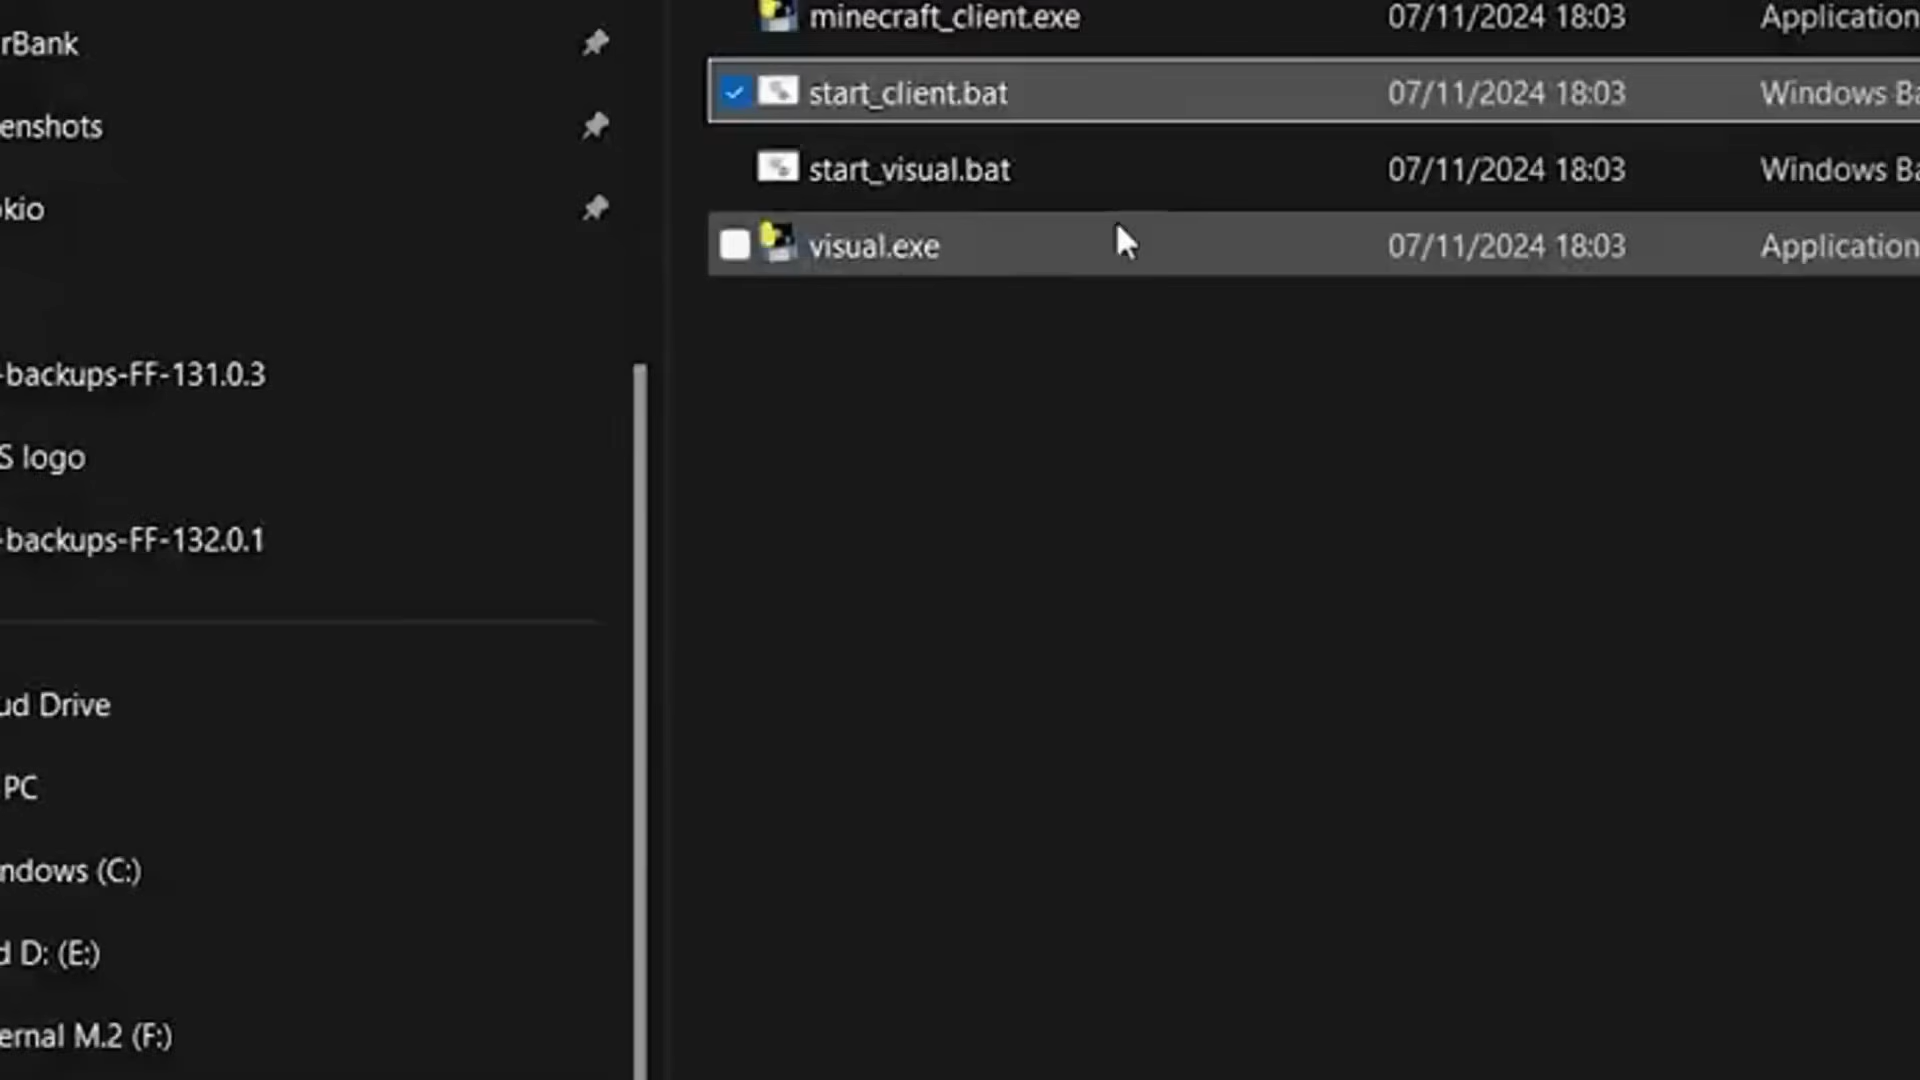 rBank
enshots
okio
-backups-FF-131.0.3
S logo
-backups-FF-132.0.1
ud Drive
PC
ndows (C:)
d D: (E:)
ernal M.2 (F:)
minecraft_client.exe 07/11/2024 18:03 Application
start_client.bat 07/11/2024 18:03 Windows Ba
start_visual.bat 07/11/2024 18:03 Windows Ba
visual.exe 07/11/2024 18:03 Application